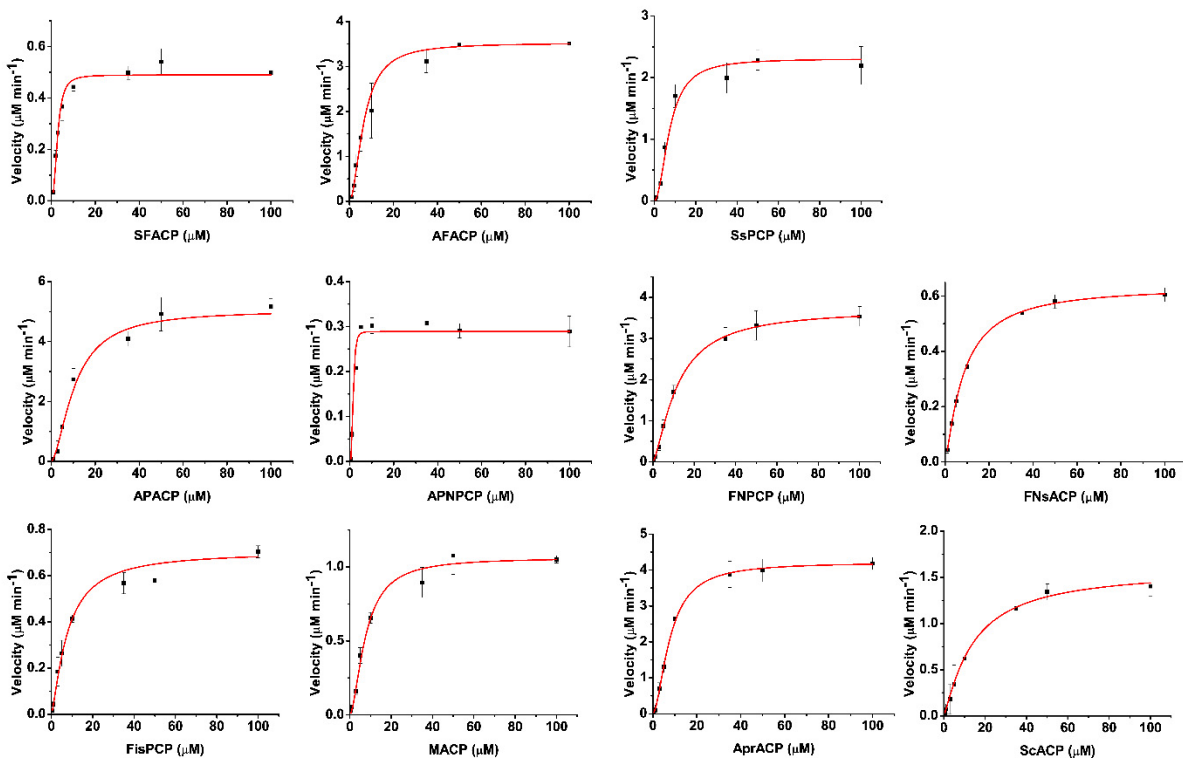 Velocity (μM min⁻¹)
0.6
0.4
0.2
0.0
0 20 40 60 80 100
SFACP (μM)
Velocity (μM min⁻¹)
4
3
2
1
0
0 20 40 60 80 100
AFACP (μM)
Velocity (μM min⁻¹)
3
2
1
0
0 20 40 60 80 100
SsPCP (μM)
Velocity (μM min⁻¹)
6
4
2
0
0 20 40 60 80 100
APACP (μM)
Velocity (μM min⁻¹)
0.4
0.3
0.2
0.1
0.0
0 20 40 60 80 100
APNPCP (μM)
Velocity (μM min⁻¹)
4
3
2
1
0
0 20 40 60 80 100
FNPCP (μM)
Velocity (μM min⁻¹)
0.6
0.4
0.2
0.0
0 20 40 60 80 100
FNsACP (μM)
Velocity (μM min⁻¹)
0.8
0.6
0.4
0.2
0.0
0 20 40 60 80 100
FisPCP (μM)
Velocity (μM min⁻¹)
1.0
0.5
0.0
0 20 40 60 80 100
MACP (μM)
Velocity (μM min⁻¹)
5
4
3
2
1
0
0 20 40 60 80 100
AprACP (μM)
Velocity (μM min⁻¹)
2.0
1.5
1.0
0.5
0.0
0 20 40 60 80 100
ScACP (μM)